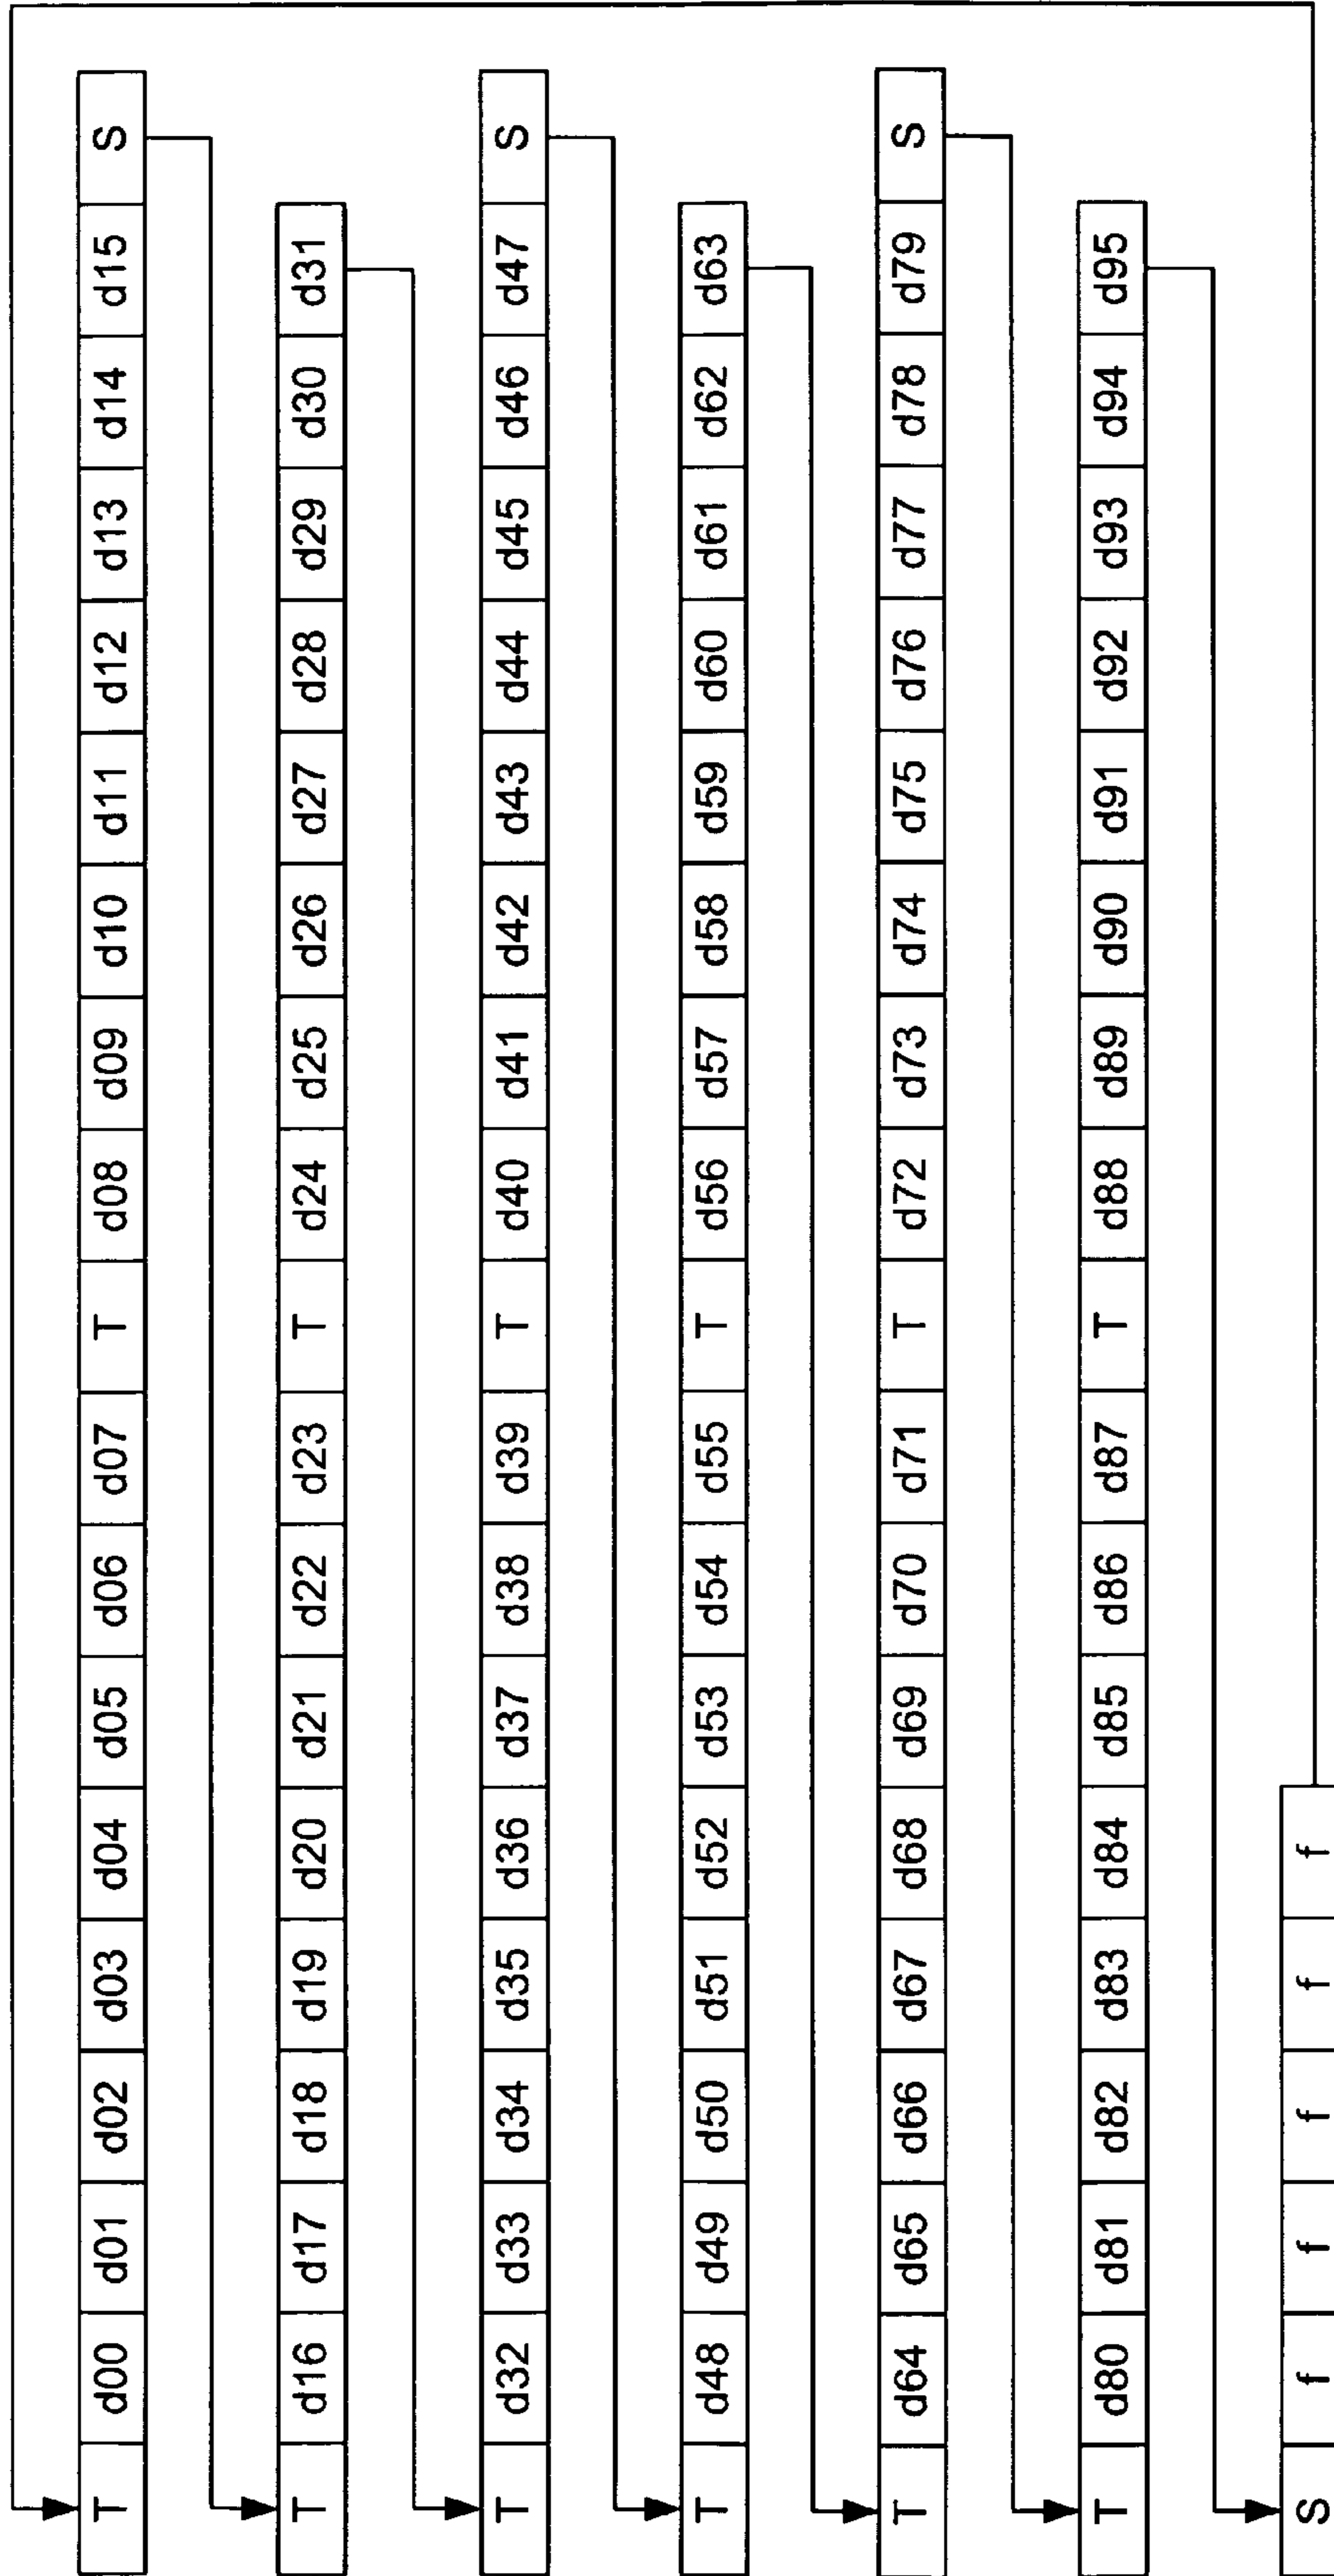 T d00 d01 d02 d03 d04 d05 d06 d07 T d08 d09 d10 d11 d12 d13 d14 d15 S
T d16 d17 d18 d19 d20 d21 d22 d23 T d24 d25 d26 d27 d28 d29 d30 d31
T d32 d33 d34 d35 d36 d37 d38 d39 T d40 d41 d42 d43 d44 d45 d46 d47 S
T d48 d49 d50 d51 d52 d53 d54 d55 T d56 d57 d58 d59 d60 d61 d62 d63
T d64 d65 d66 d67 d68 d69 d70 d71 T d72 d73 d74 d75 d76 d77 d78 d79 S
T d80 d81 d82 d83 d84 d85 d86 d87 T d88 d89 d90 d91 d92 d93 d94 d95
S f f f f f